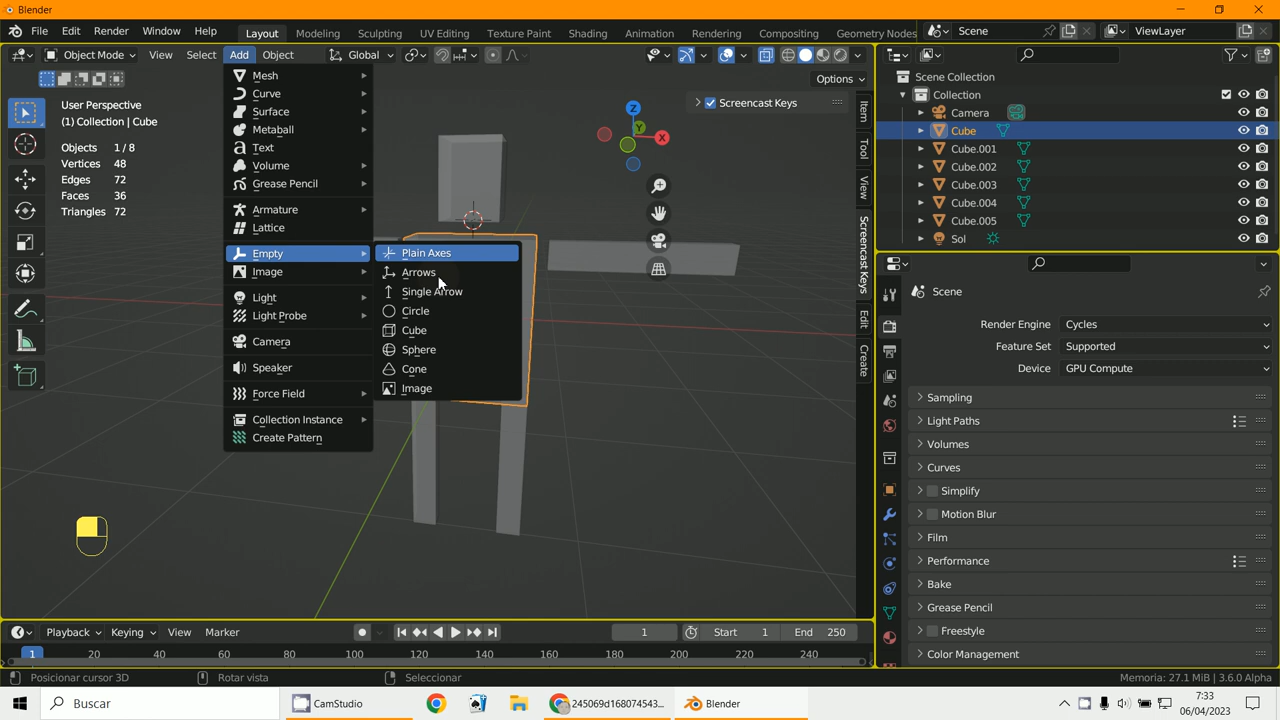 Blender
File Edit Render Window Help Layout Modeling Sculpting UV Editing Texture Paint Shading Animation Rendering Compositing Geometry Nodes Scene ViewLayer
Object Mode View Select Add Object Global
Options
User Perspective
(1) Collection | Cube
Objects 1/8
Vertices 48
Edges 72
Faces 36
Triangles 72
Mesh
Curve
Surface
Metaball
Text
Volume
Grease Pencil
Armature
Lattice
Empty
Image
Light
Light Probe
Camera
Speaker
Force Field
Collection Instance
Create Pattern
Plain Axes
Arrows
Single Arrow
Circle
Cube
Sphere
Cone
Image
Screencast Keys
Z
Y
X
Item
Tool
View
Screencast Keys
Edit
Create
Scene Collection
Collection
Camera
Cube
Cube.001
Cube.002
Cube.003
Cube.004
Cube.005
Sol
Scene
Render Engine Cycles
Feature Set Supported
Device GPU Compute
Sampling
Light Paths
Volumes
Curves
Simplify
Motion Blur
Film
Performance
Bake
Grease Pencil
Freestyle
Color Management
Playback Keying View Marker 1 Start 1 End 250
1 20 40 60 80 100 120 140 160 180 200 220 240
Posicionar cursor 3D Rotar vista Seleccionar Memoria: 27.1 MiB | 3.6.0 Alpha
Buscar CamStudio 245069d168074543... Blender 7:33
06/04/2023